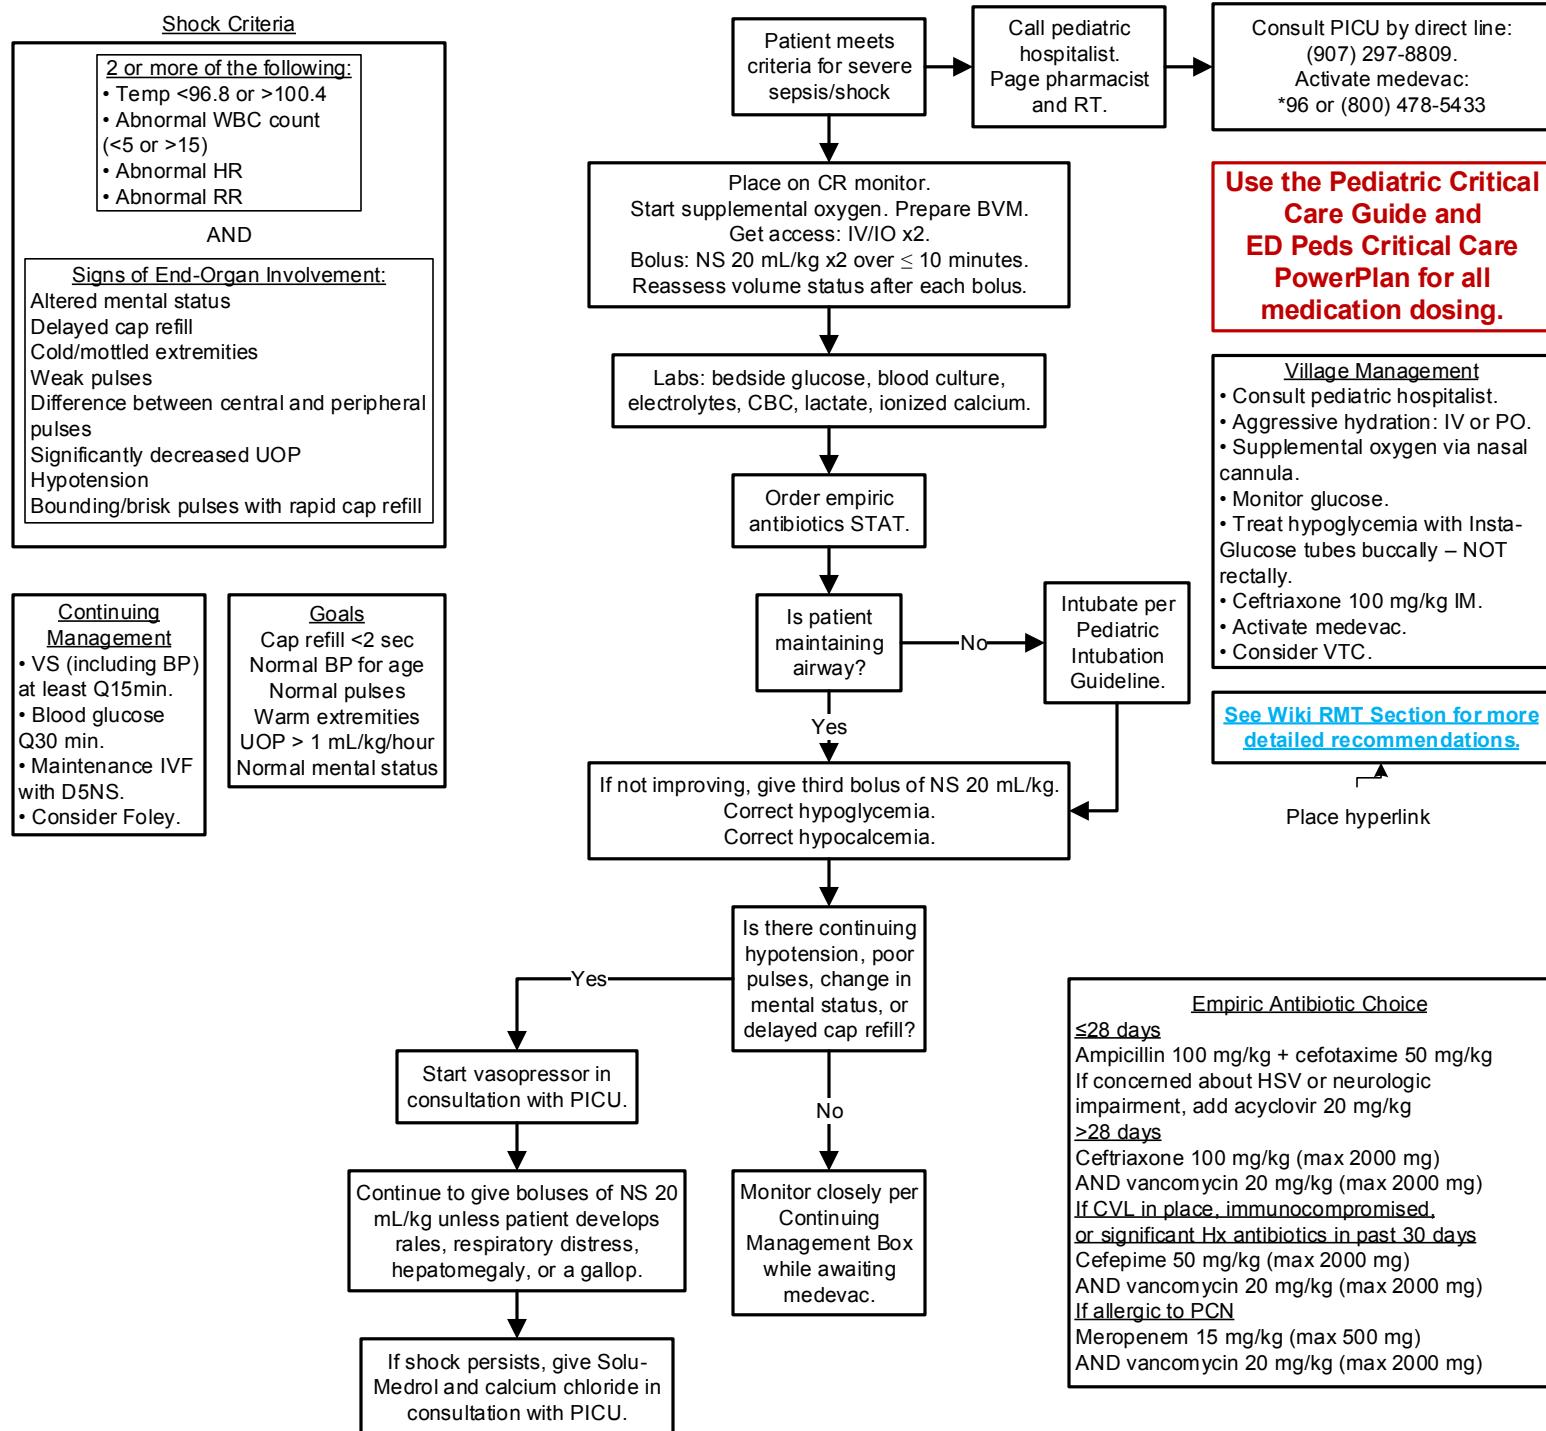 Shock Criteria
2 or more of the following:
• Temp <96.8 or >100.4
• Abnormal WBC count
(<5 or >15)
• Abnormal HR
• Abnormal RR
AND
Signs of End-Organ Involvement:
Altered mental status
Delayed cap refill
Cold/mottled extremities
Weak pulses
Difference between central and peripheral
pulses
Significantly decreased UOP
Hypotension
Bounding/brisk pulses with rapid cap refill
Continuing
Management
• VS (including BP)
at least Q15min.
• Blood glucose
Q30 min.
• Maintenance IVF
with D5NS.
• Consider Foley.
Goals
Cap refill <2 sec
Normal BP for age
Normal pulses
Warm extremities
UOP > 1 mL/kg/hour
Normal mental status
Patient meets
criteria for severe
sepsis/shock
Call pediatric
hospitalist.
Page pharmacist
and RT.
Consult PICU by direct line:
(907) 297-8809.
Activate medevac:
*96 or (800) 478-5433
Place on CR monitor.
Start supplemental oxygen. Prepare BVM.
Get access: IV/IO x2.
Bolus: NS 20 mL/kg x2 over ≤ 10 minutes.
Reassess volume status after each bolus.
Labs: bedside glucose, blood culture,
electrolytes, CBC, lactate, ionized calcium.
Order empiric
antibiotics STAT.
Is patient
maintaining
airway?
No
Intubate per
Pediatric
Intubation
Guideline.
Yes
If not improving, give third bolus of NS 20 mL/kg.
Correct hypoglycemia.
Correct hypocalcemia.
Is there continuing
hypotension, poor
pulses, change in
mental status, or
delayed cap refill?
Yes
Start vasopressor in
consultation with PICU.
Continue to give boluses of NS 20
mL/kg unless patient develops
rales, respiratory distress,
hepatomegaly, or a gallop.
If shock persists, give Solu-
Medrol and calcium chloride in
consultation with PICU.
No
Monitor closely per
Continuing
Management Box
while awaiting
medevac.
Use the Pediatric Critical
Care Guide and
ED Peds Critical Care
PowerPlan for all
medication dosing.
Village Management
• Consult pediatric hospitalist.
• Aggressive hydration: IV or PO.
• Supplemental oxygen via nasal
cannula.
• Monitor glucose.
• Treat hypoglycemia with Insta-
Glucose tubes buccally – NOT
rectally.
• Ceftriaxone 100 mg/kg IM.
• Activate medevac.
• Consider VTC.
See Wiki RMT Section for more
detailed recommendations.
Place hyperlink
Empiric Antibiotic Choice
≤28 days
Ampicillin 100 mg/kg + cefotaxime 50 mg/kg
If concerned about HSV or neurologic
impairment, add acyclovir 20 mg/kg
>28 days
Ceftriaxone 100 mg/kg (max 2000 mg)
AND vancomycin 20 mg/kg (max 2000 mg)
If CVL in place, immunocompromised,
or significant Hx antibiotics in past 30 days
Cefepime 50 mg/kg (max 2000 mg)
AND vancomycin 20 mg/kg (max 2000 mg)
If allergic to PCN
Meropenem 15 mg/kg (max 500 mg)
AND vancomycin 20 mg/kg (max 2000 mg)